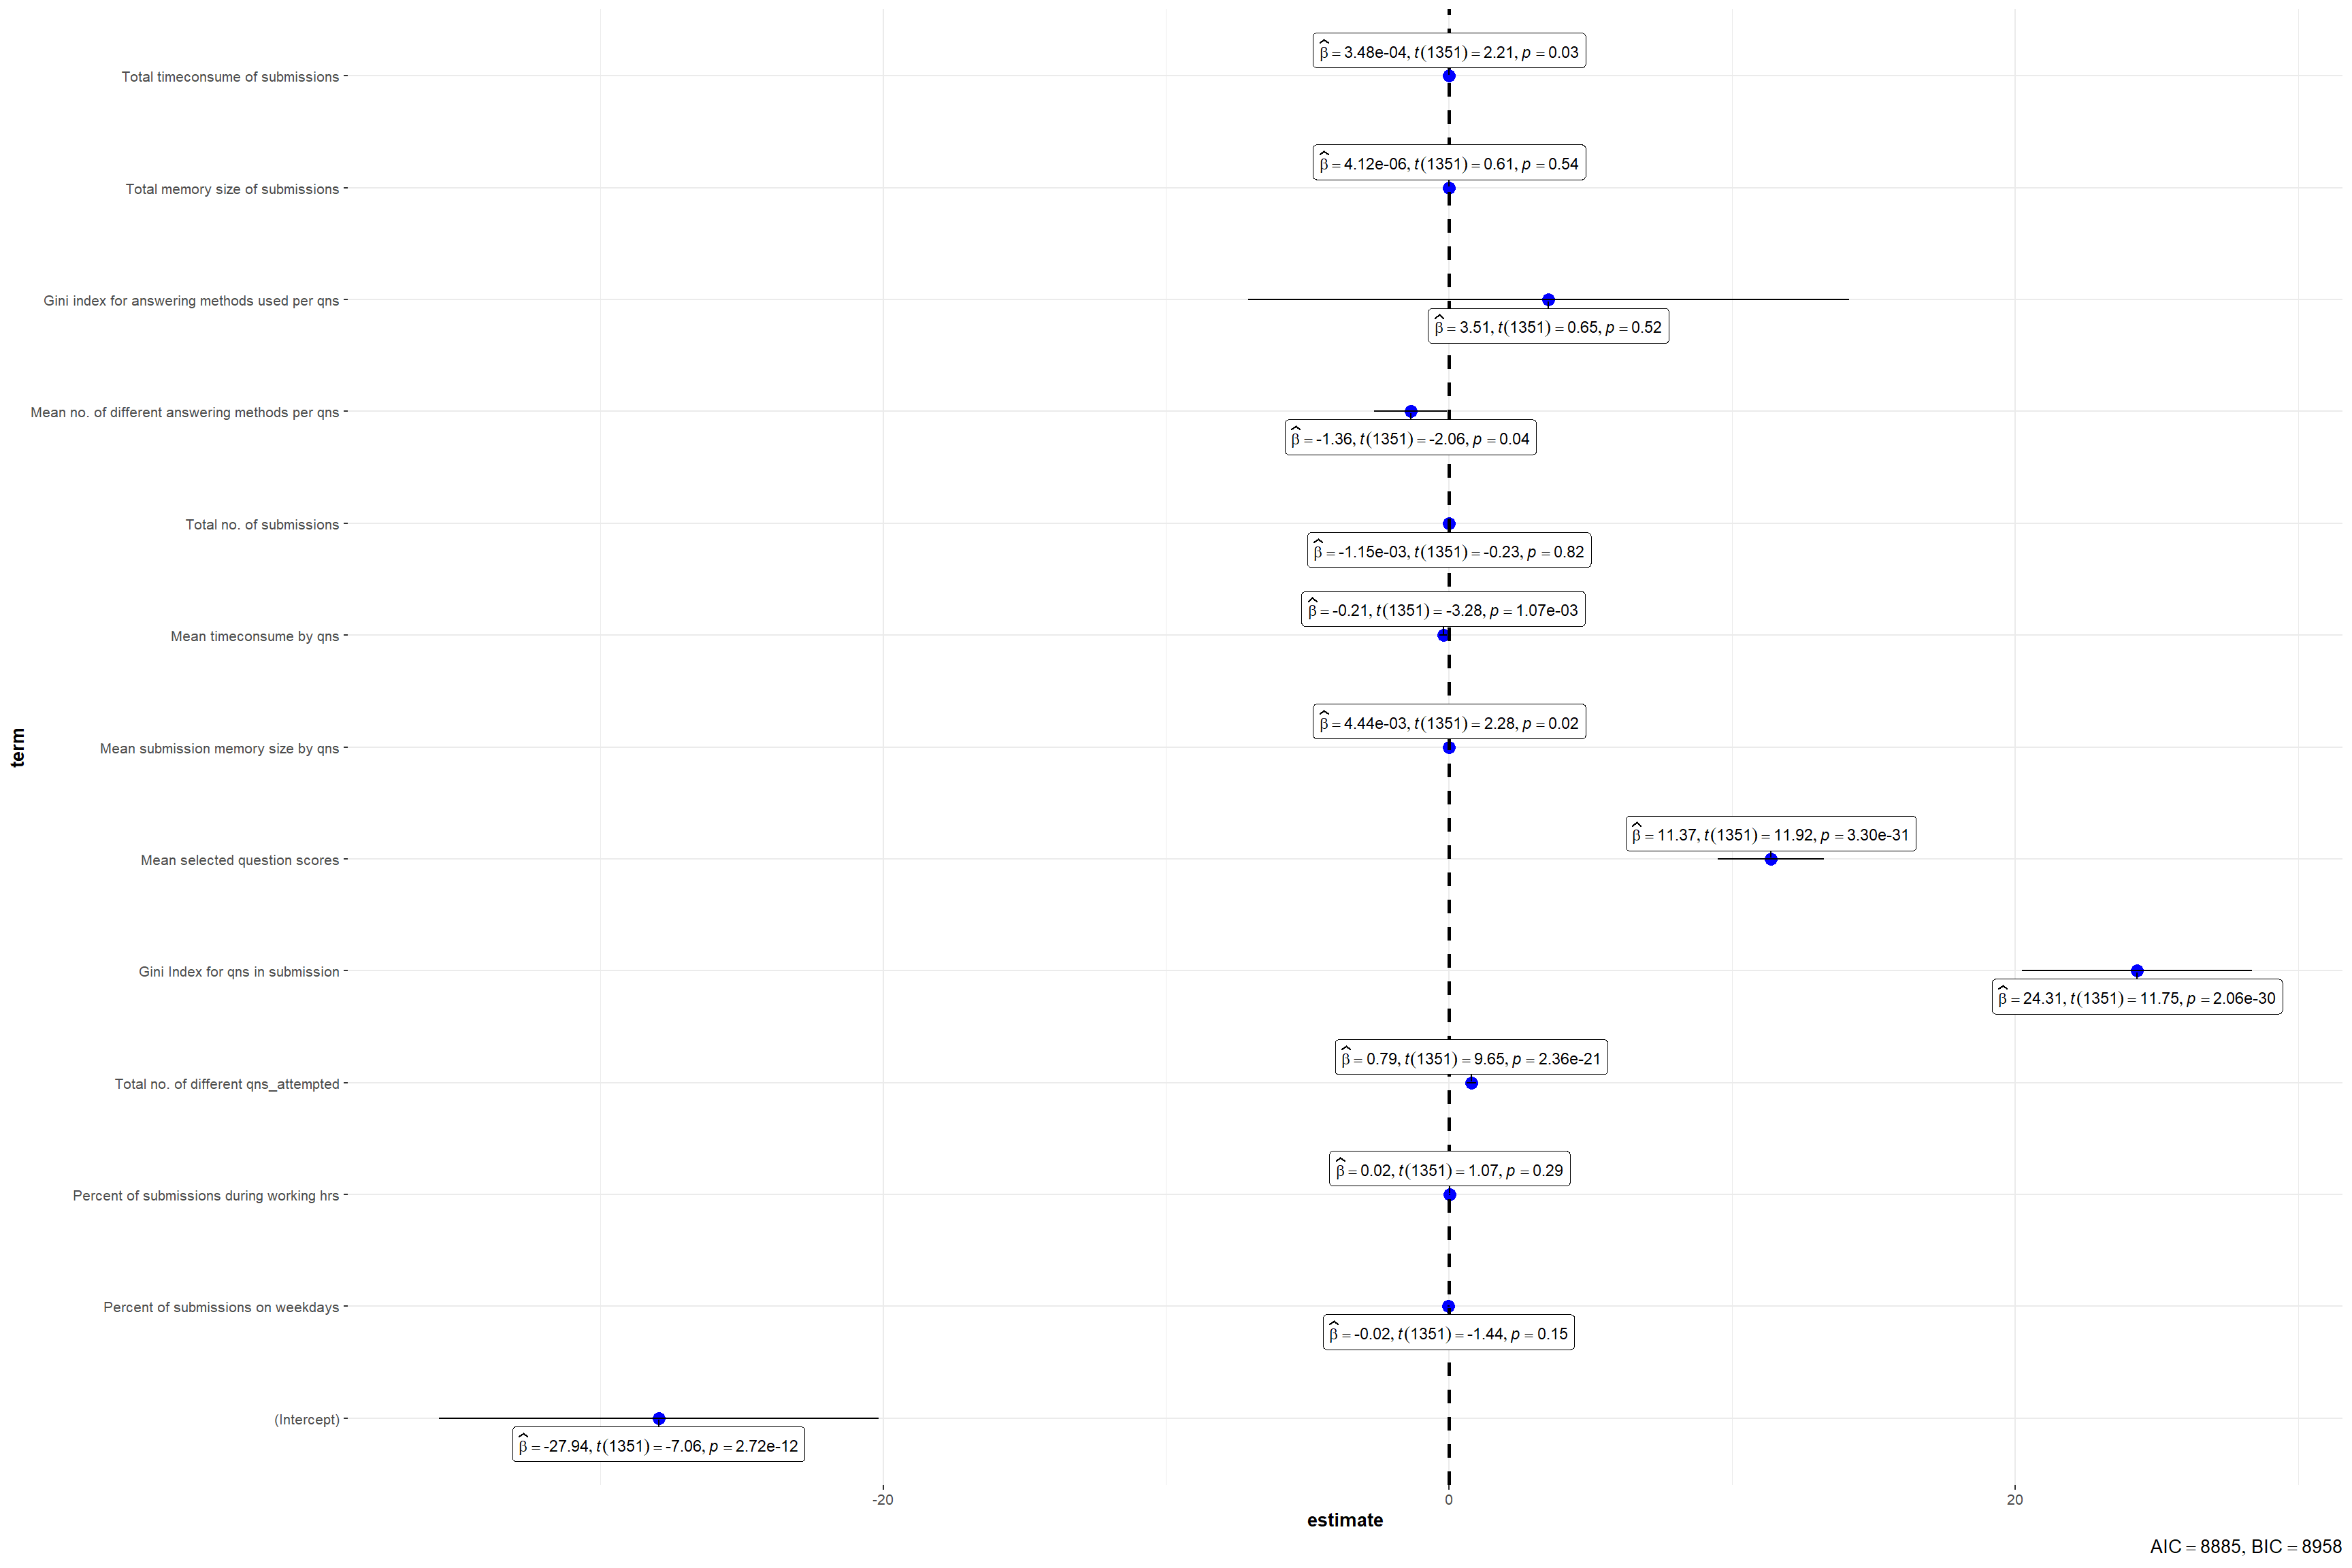 β̂ = 3.48e-04, t(1351) = 2.21, p = 0.03
Total timeconsume of submissions
β̂ = 4.12e-06, t(1351) = 0.61, p = 0.54
Total memory size of submissions
Gini index for answering methods used per qns
β̂ = 3.51, t(1351) = 0.65, p = 0.52
Mean no. of different answering methods per qns
β̂ = -1.36, t(1351) = -2.06, p = 0.04
Total no. of submissions
β̂ = -1.15e-03, t(1351) = -0.23, p = 0.82
β̂ = -0.21, t(1351) = -3.28, p = 1.07e-03
Mean timeconsume by qns
β̂ = 4.44e-03, t(1351) = 2.28, p = 0.02
Mean submission memory size by qns
term
β̂ = 11.37, t(1351) = 11.92, p = 3.30e-31
Mean selected question scores
Gini Index for qns in submission
β̂ = 24.31, t(1351) = 11.75, p = 2.06e-30
β̂ = 0.79, t(1351) = 9.65, p = 2.36e-21
Total no. of different qns_attempted
β̂ = 0.02, t(1351) = 1.07, p = 0.29
Percent of submissions during working hrs
Percent of submissions on weekdays
β̂ = -0.02, t(1351) = -1.44, p = 0.15
(Intercept)
β̂ = -27.94, t(1351) = -7.06, p = 2.72e-12
-20 0 20
estimate
AIC = 8885, BIC = 8958